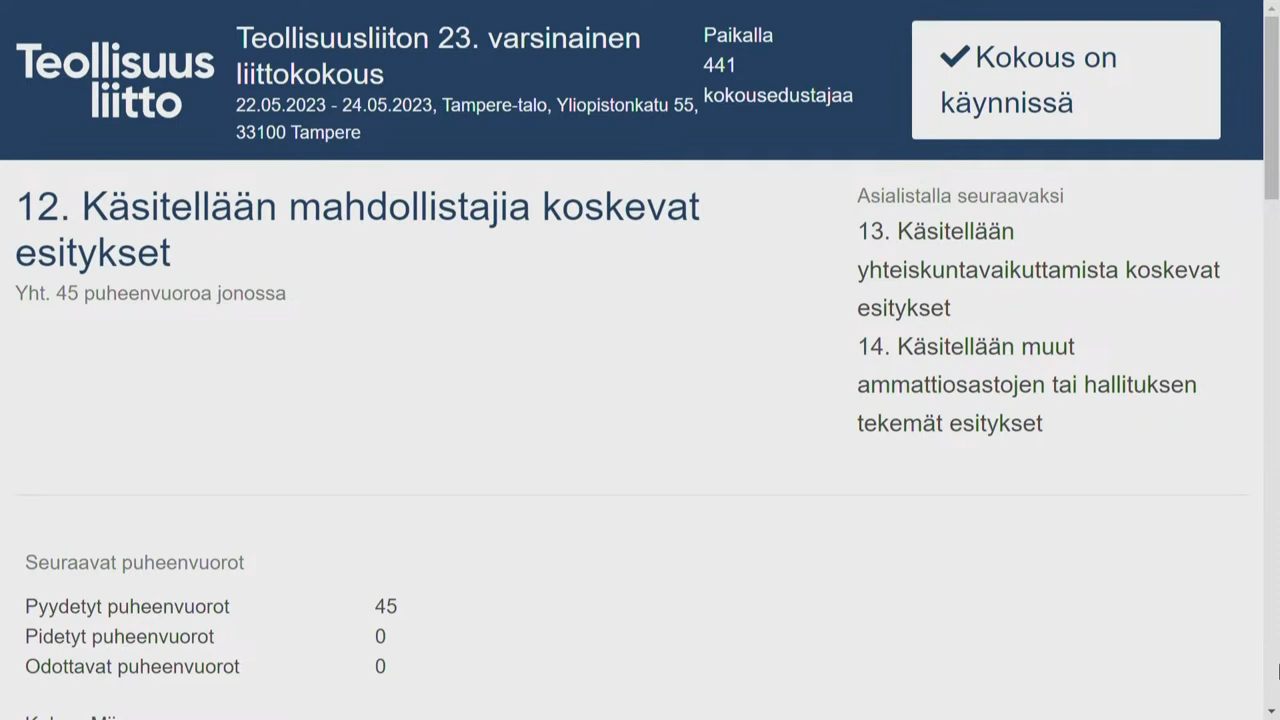 Teollisuus
liitto
Teollisuusliiton 23. varsinainen
liittokokous
22.05.2023 - 24.05.2023, Tampere-talo, Yliopistonkatu 55,
33100 Tampere
Paikalla
441
kokousedustajaa
Kokous on
käynnissä
12. Käsitellään mahdollistajia koskevat
esitykset
Yht. 45 puheenvuoroa jonossa
Asialistalla seuraavaksi
13. Käsitellään
yhteiskuntavaikuttamista koskevat
esitykset
14. Käsitellään muut
ammattiosastojen tai hallituksen
tekemät esitykset
Seuraavat puheenvuorot
Pyydetyt puheenvuorot 45
Pidetyt puheenvuorot 0
Odottavat puheenvuorot 0